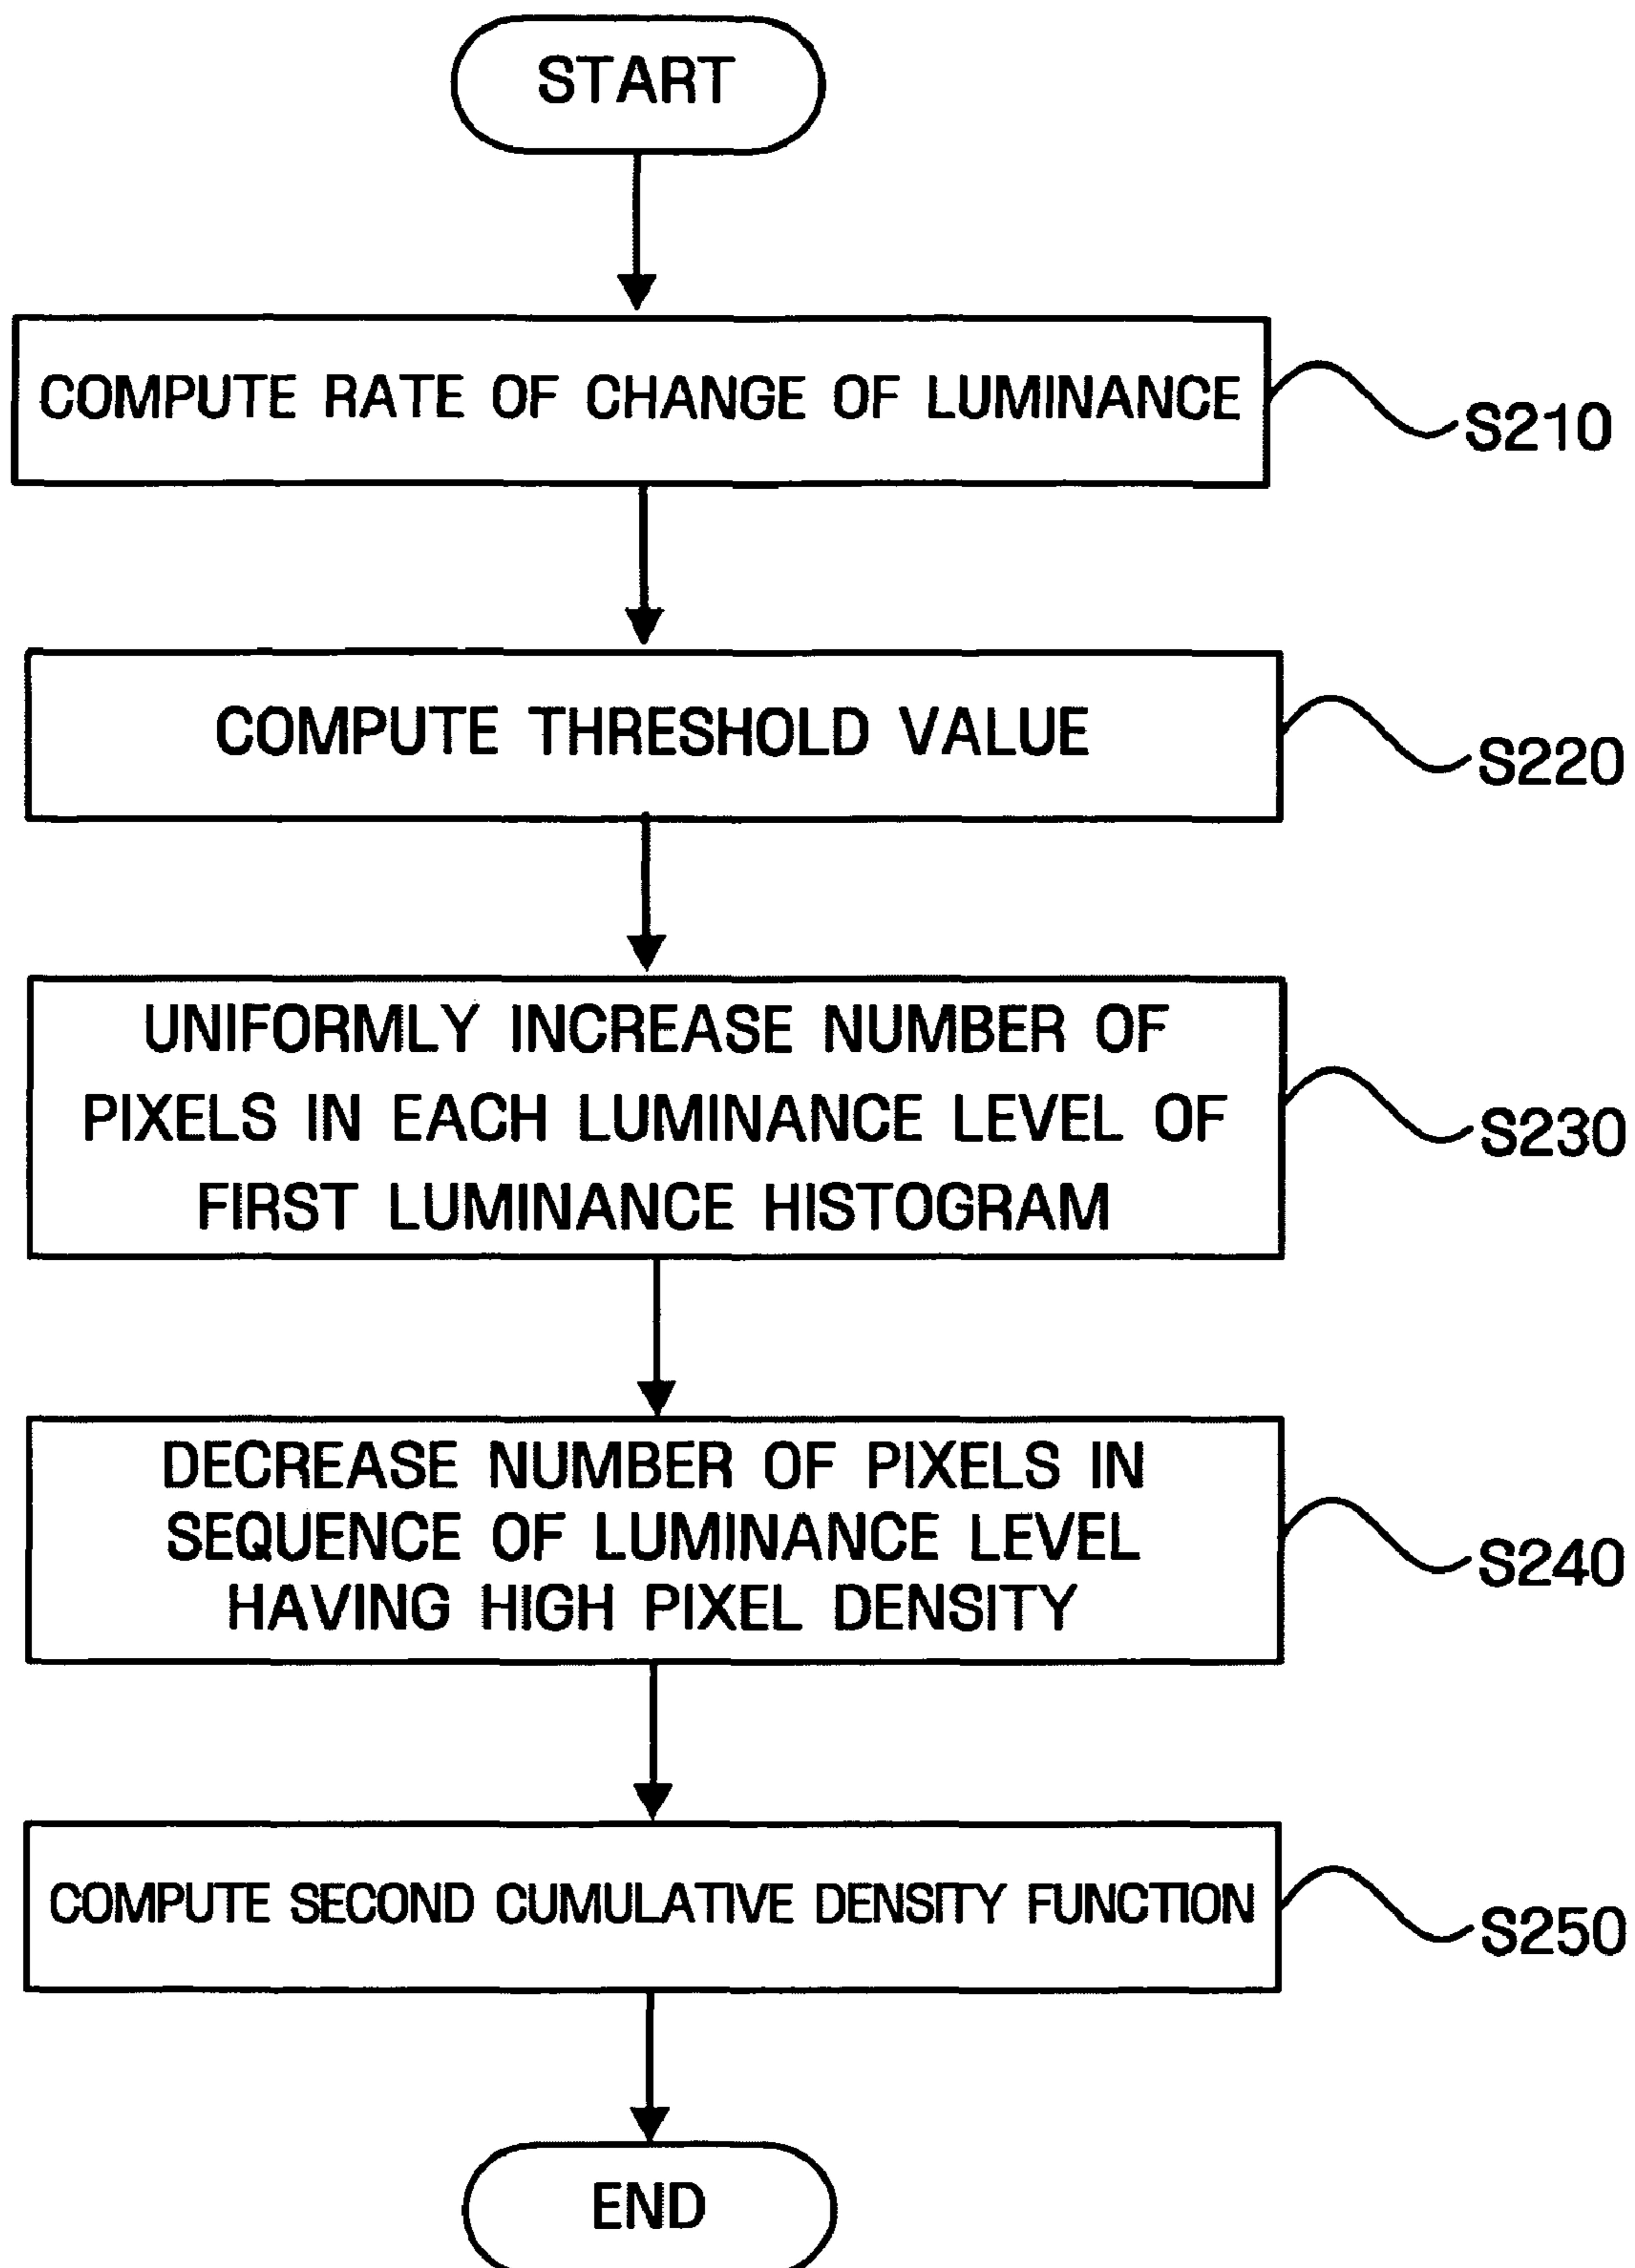 START
COMPUTE RATE OF CHANGE OF LUMINANCE
S210
COMPUTE THRESHOLD VALUE
S220
UNIFORMLY INCREASE NUMBER OF
PIXELS IN EACH LUMINANCE LEVEL OF
FIRST LUMINANCE HISTOGRAM
S230
DECREASE NUMBER OF PIXELS IN
SEQUENCE OF LUMINANCE LEVEL
HAVING HIGH PIXEL DENSITY
S240
COMPUTE SECOND CUMULATIVE DENSITY FUNCTION
S250
END